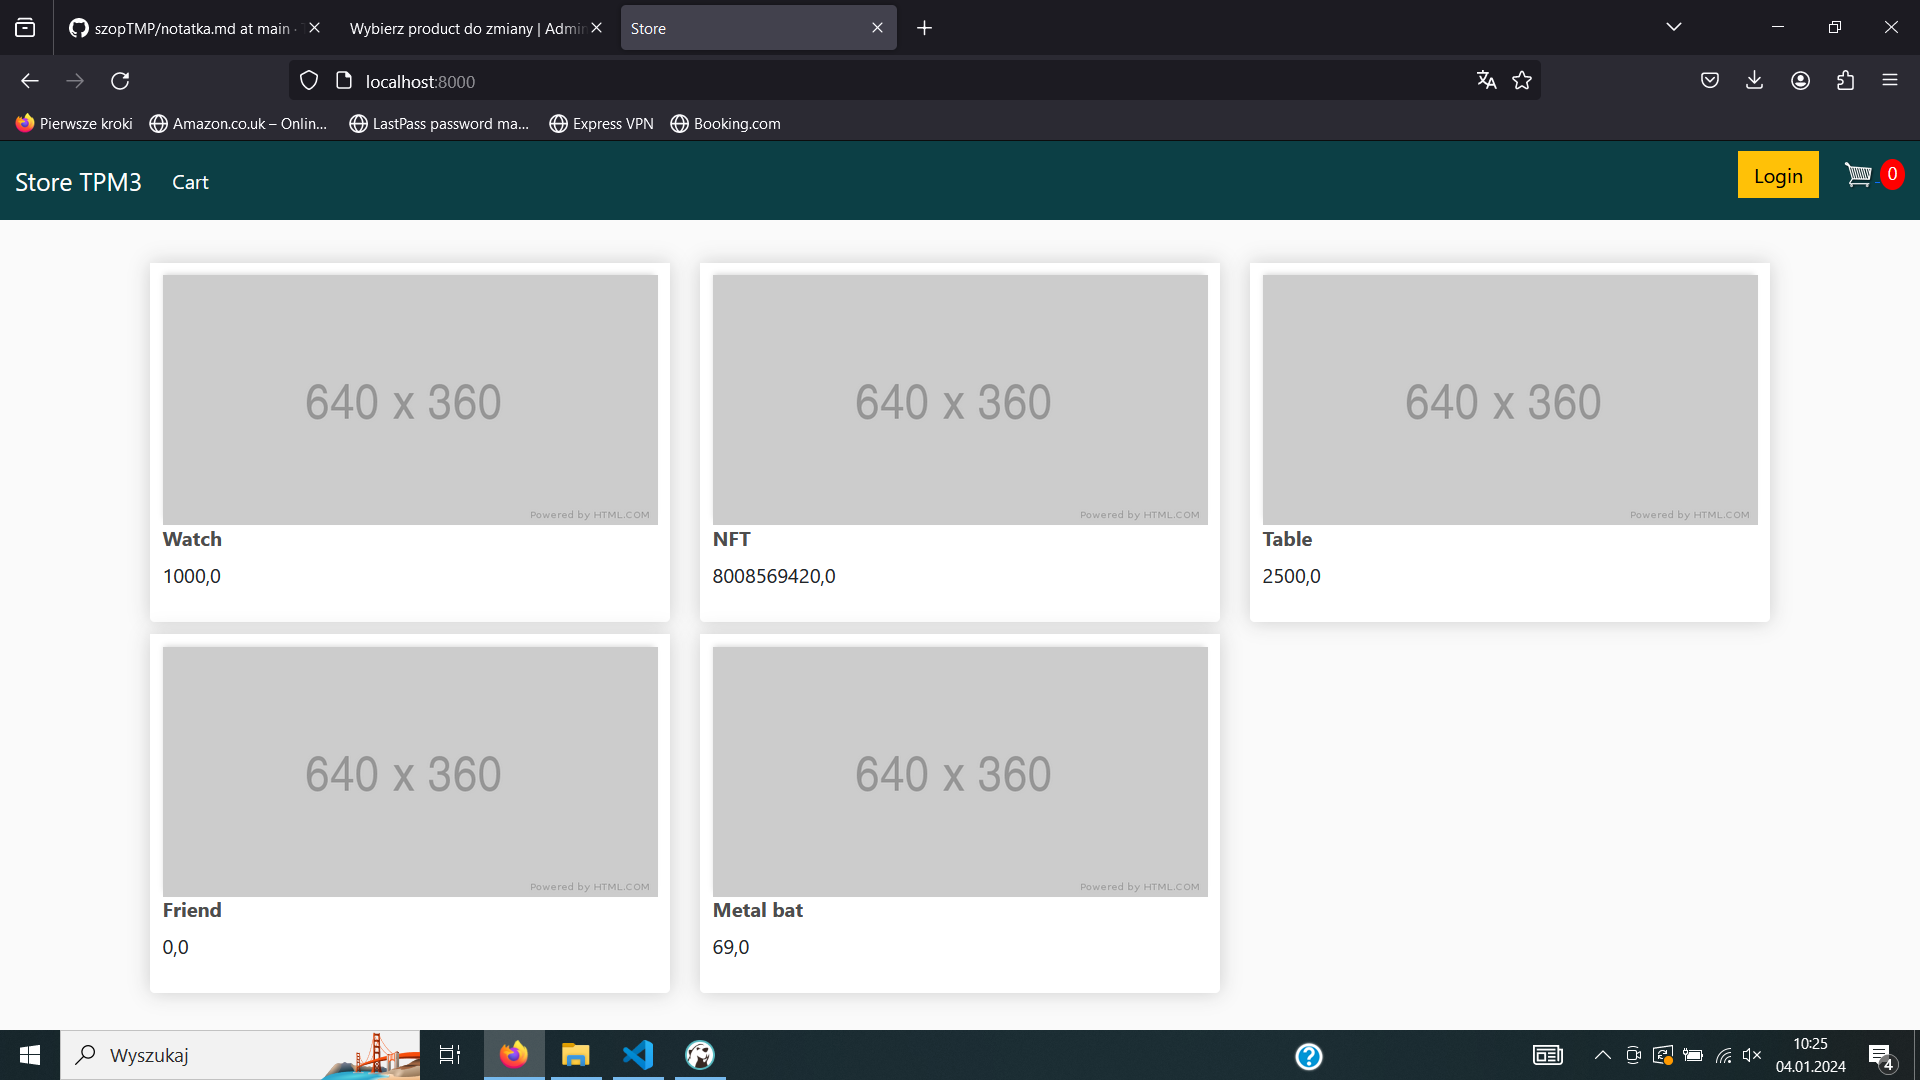 szopTMP/notatka.md at main ·
Wybierz product do zmiany | Admin
Store
localhost:8000
Pierwsze kroki
Amazon.co.uk – Onlin...
LastPass password ma...
Express VPN
Booking.com
Store TPM3
Cart
Login
0
640 x 360
Powered by HTML.COM
Watch
1000,0
640 x 360
Powered by HTML.COM
NFT
8008569420,0
640 x 360
Powered by HTML.COM
Table
2500,0
640 x 360
Powered by HTML.COM
Friend
0,0
640 x 360
Powered by HTML.COM
Metal bat
69,0
Wyszukaj
10:25
04.01.2024
4